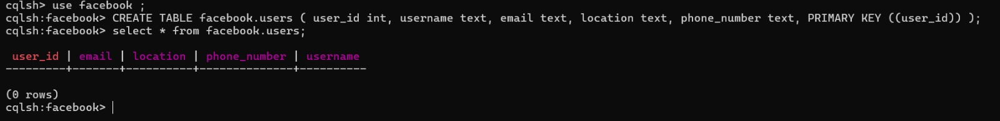 cqlsh> use facebook ;
cqlsh:facebook> CREATE TABLE facebook.users ( user_id int, username text, email text, location text, phone_number text, PRIMARY KEY ((user_id)) );
cqlsh:facebook> select * from facebook.users;
 user_id | email | location | phone_number | username
---------+-------+----------+--------------+----------
(0 rows)
cqlsh:facebook>